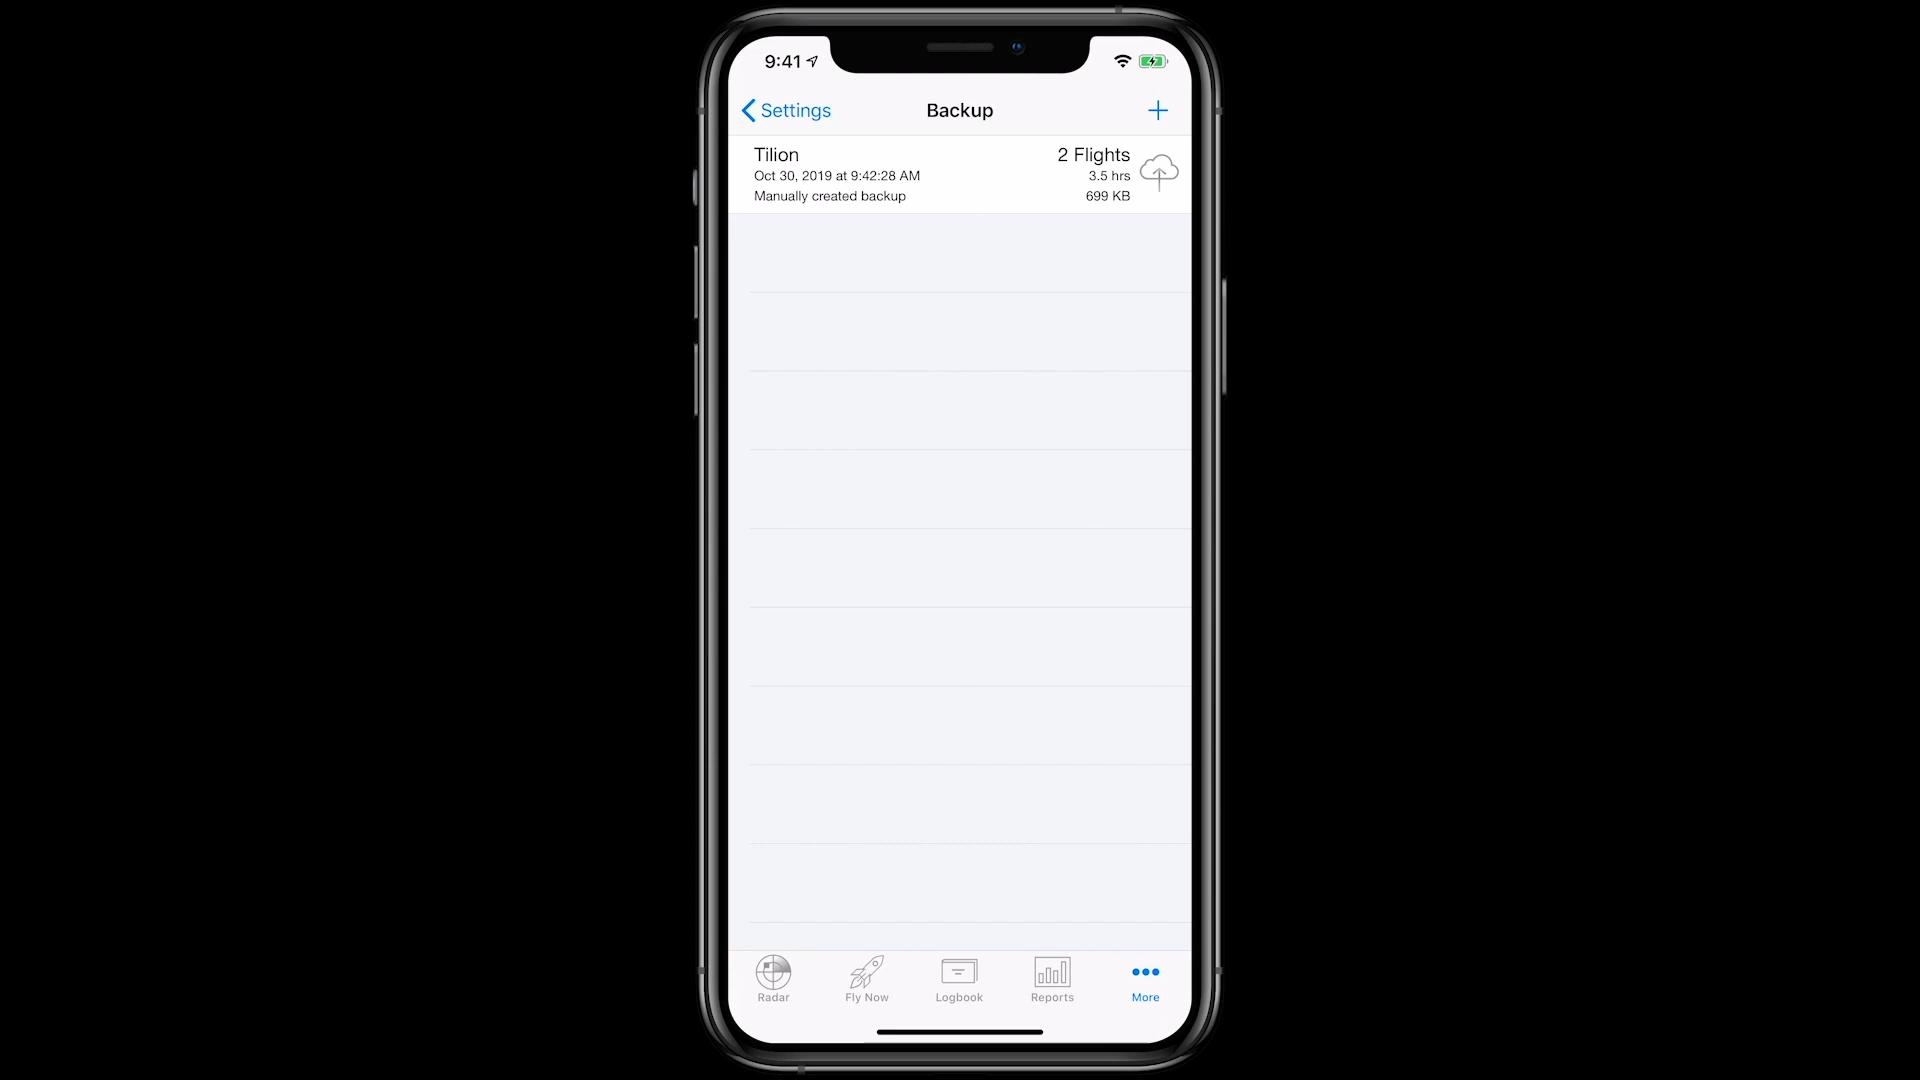 9:41
Settings
Backup
Tilion
2 Flights
Oct 30, 2019 at 9:42:28 AM
3.5 hrs
Manually created backup
699 KB
Radar
Fly Now
Logbook
Reports
More